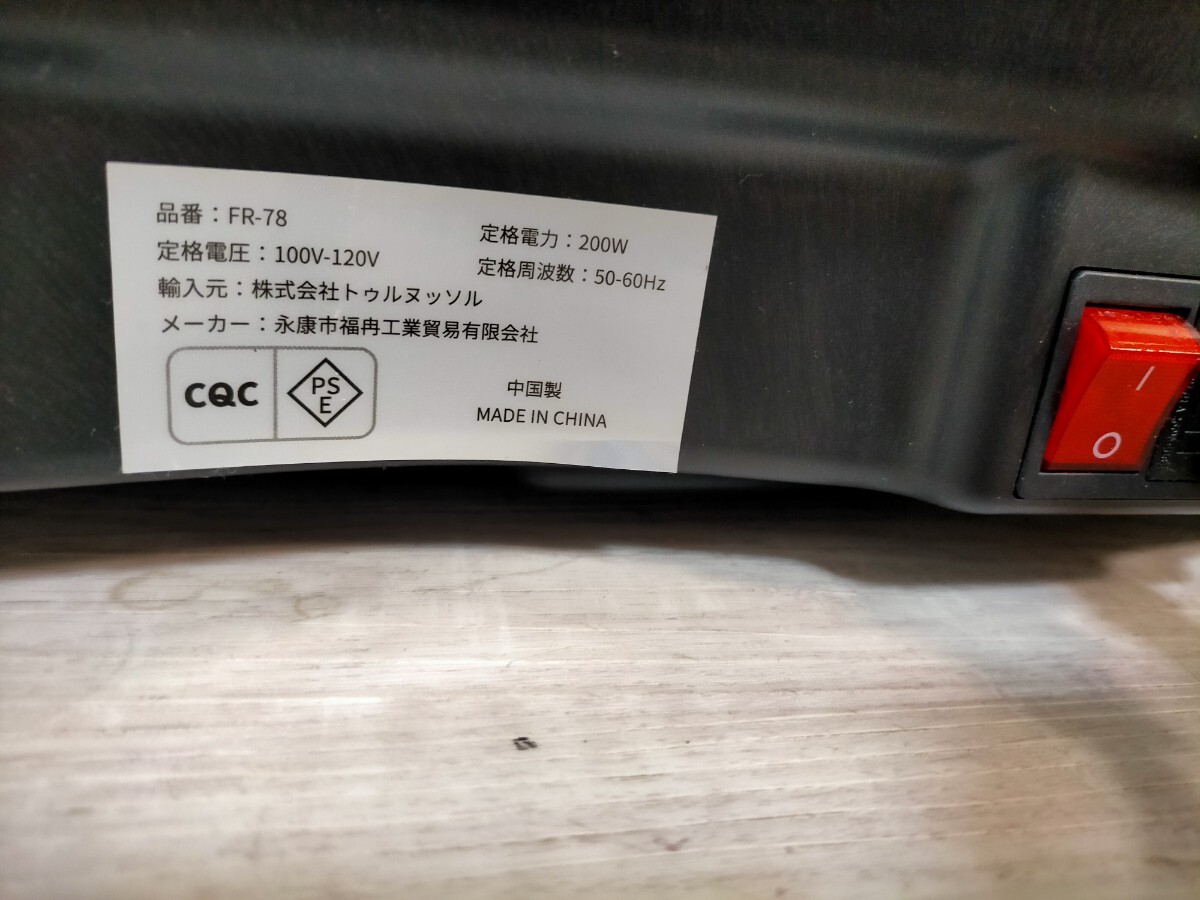 品番：FR-78
定格電力：200W
定格電圧：100V-120V
定格周波数：50-60Hz
輸入元：株式会社トゥルヌッソル
メーカー：永康市福冉工業貿易有限会社
CQC
PS
E
中国製
MADE IN CHINA
I
O